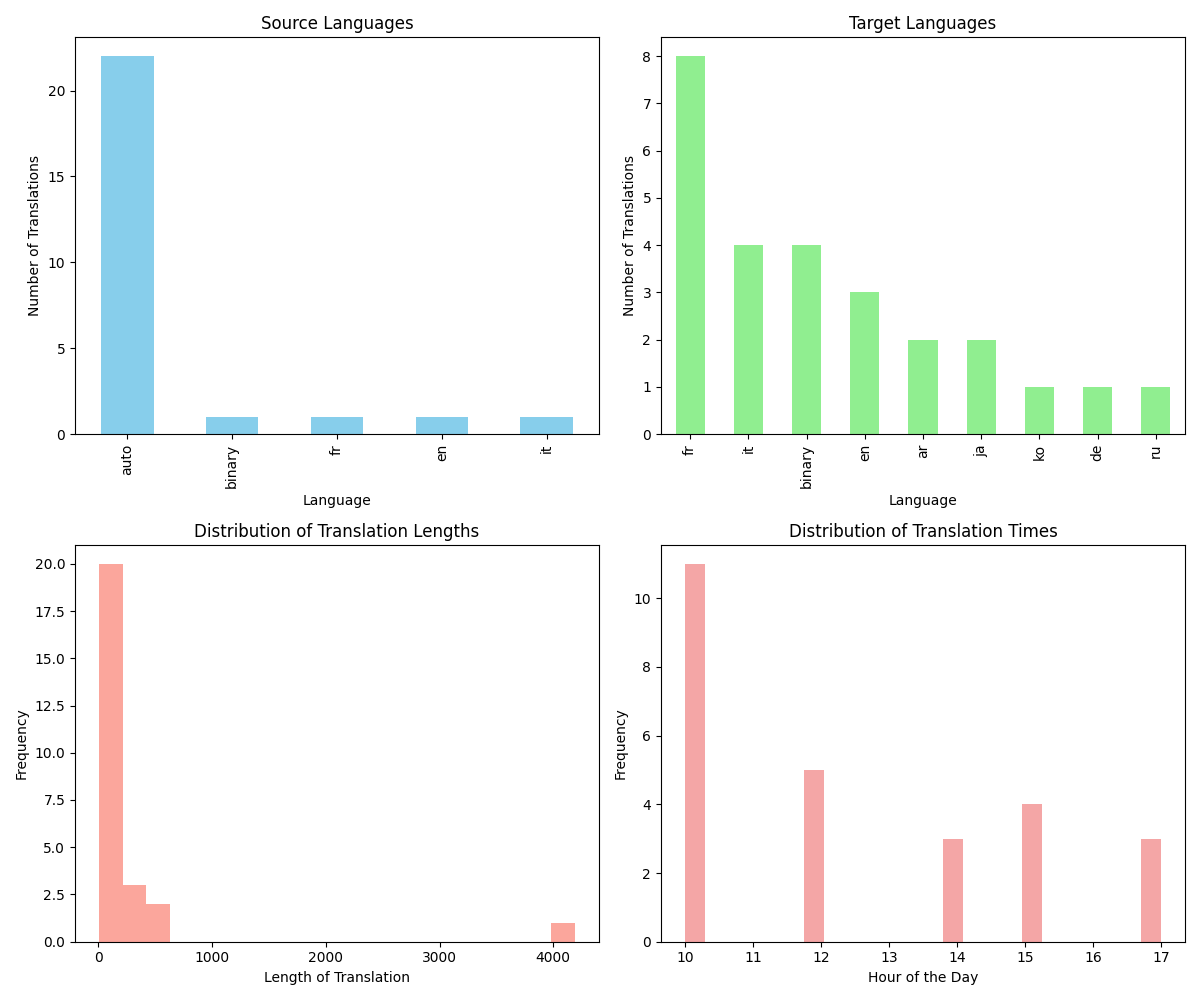 Source Languages
Number of Translations
20
15
10
5
0
auto
binary
fr
en
it
Language
Target Languages
Number of Translations
8
7
6
5
4
3
2
1
0
fr
it
binary
en
ar
ja
ko
de
ru
Language
Distribution of Translation Lengths
Frequency
20.0
17.5
15.0
12.5
10.0
7.5
5.0
2.5
0.0
0
1000
2000
3000
4000
Length of Translation
Distribution of Translation Times
Frequency
10
8
6
4
2
0
10
11
12
13
14
15
16
17
Hour of the Day